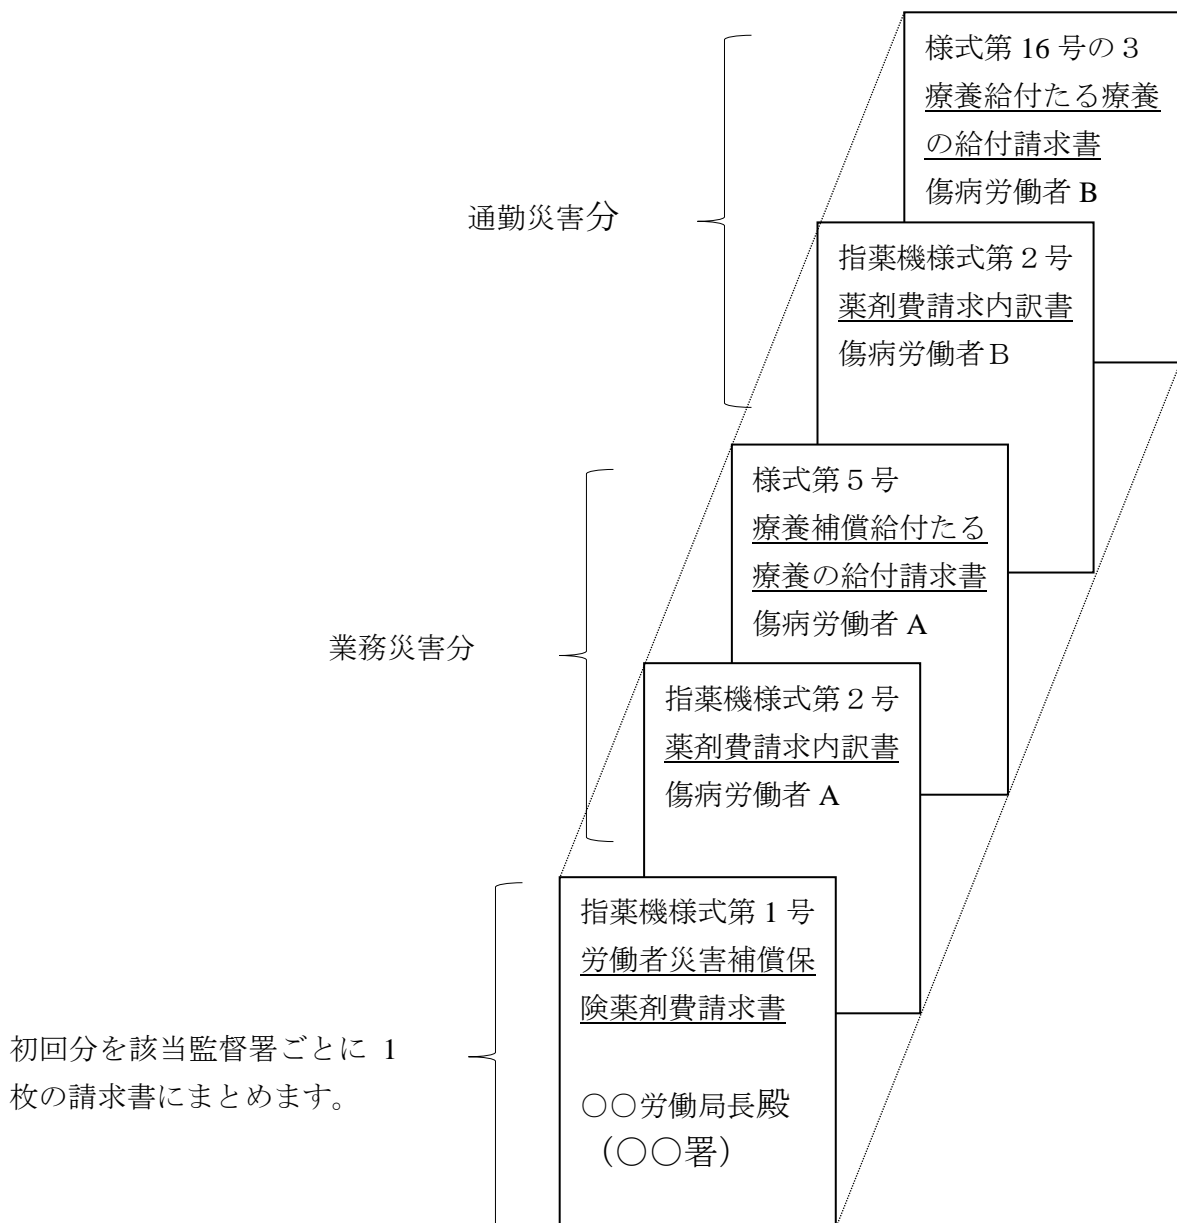 様式第 16 号の３
療養給付たる療養
の給付請求書
傷病労働者 B
通勤災害分
指薬機様式第２号
薬剤費請求内訳書
傷病労働者Ｂ
様式第５号
療養補償給付たる
療養の給付請求書
傷病労働者 A
業務災害分
指薬機様式第２号
薬剤費請求内訳書
傷病労働者 A
指薬機様式第 1 号
労働者災害補償保
険薬剤費請求書
初回分を該当監督署ごとに 1
枚の請求書にまとめます。
○○労働局長殿
（○○署）